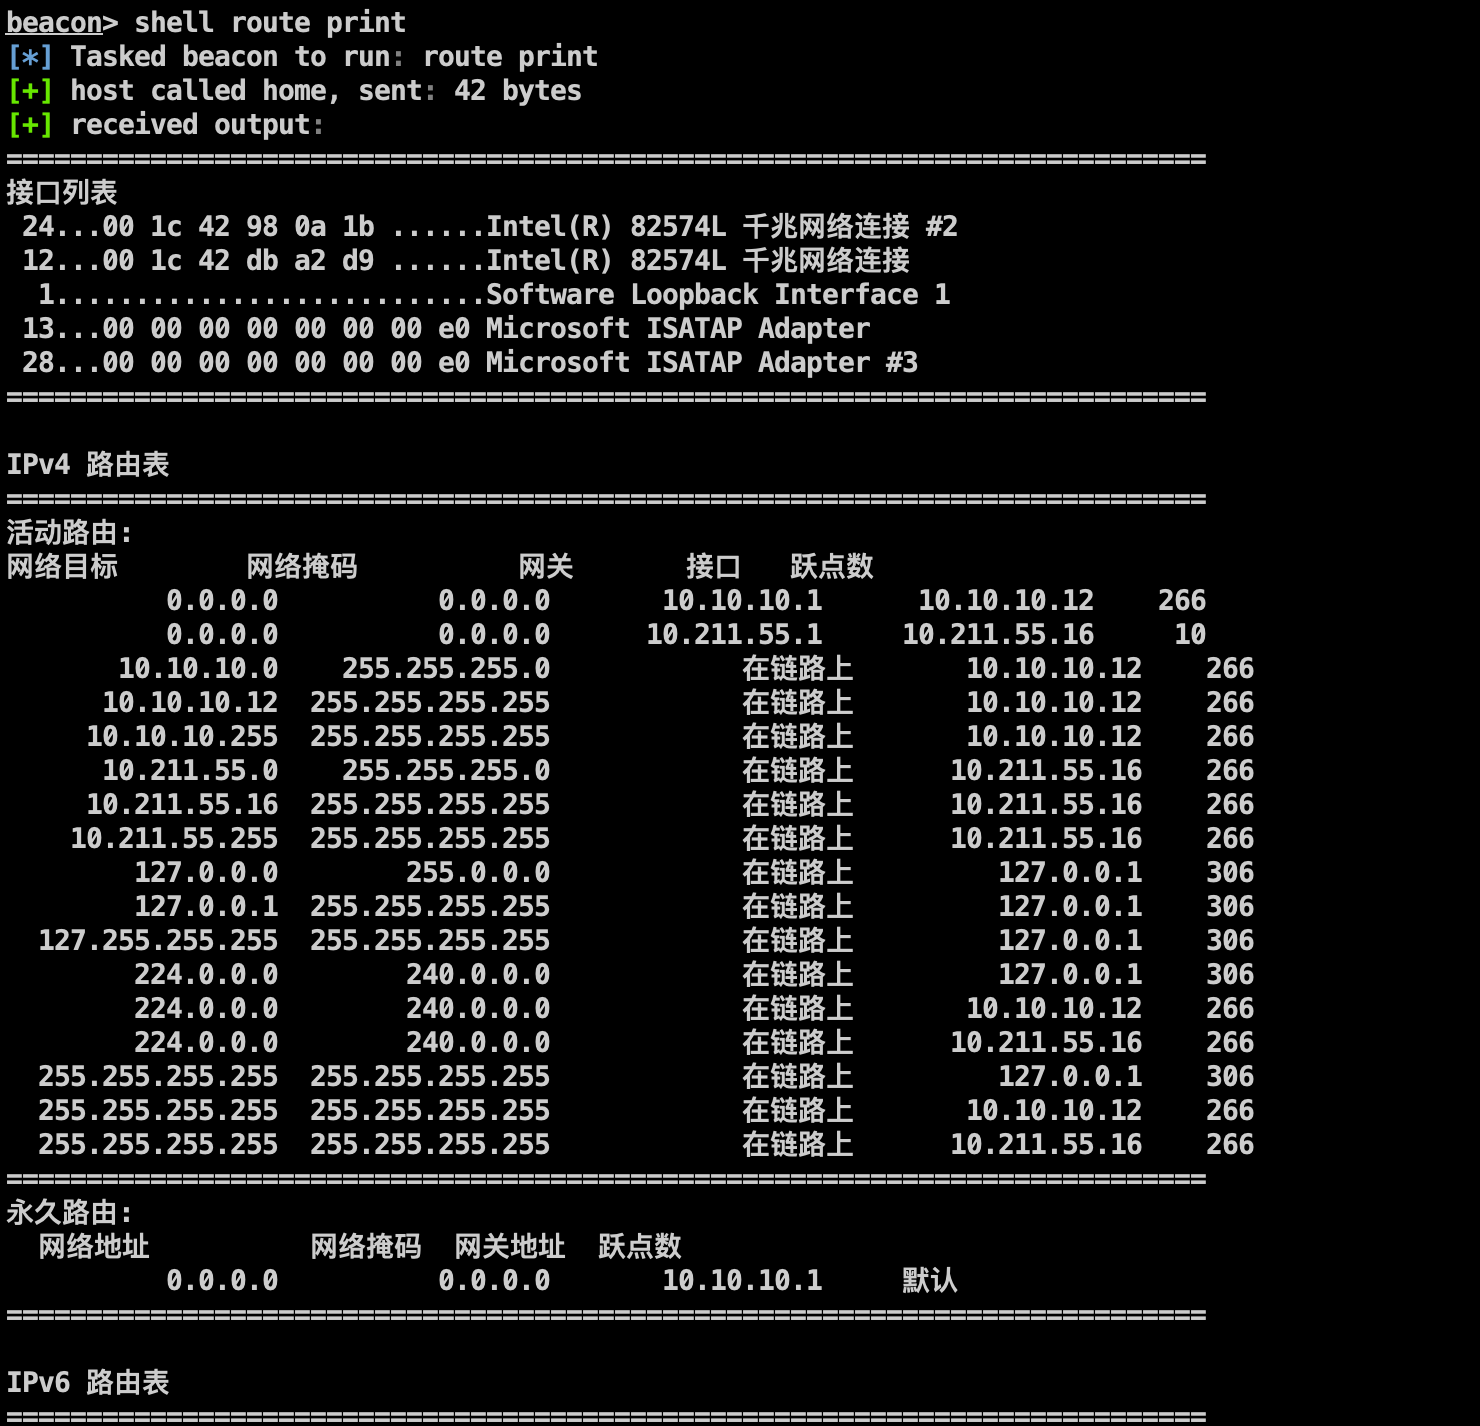 beacon> shell route print
[*] Tasked beacon to run: route print
[+] host called home, sent: 42 bytes
[+] received output:
===========================================================================
接口列表
 24...00 1c 42 98 0a 1b ......Intel(R) 82574L 千兆网络连接 #2
 12...00 1c 42 db a2 d9 ......Intel(R) 82574L 千兆网络连接
  1...........................Software Loopback Interface 1
 13...00 00 00 00 00 00 00 e0 Microsoft ISATAP Adapter
 28...00 00 00 00 00 00 00 e0 Microsoft ISATAP Adapter #3
===========================================================================

IPv4 路由表
===========================================================================
活动路由:
网络目标        网络掩码          网关       接口   跃点数
          0.0.0.0          0.0.0.0       10.10.10.1      10.10.10.12    266
          0.0.0.0          0.0.0.0      10.211.55.1     10.211.55.16     10
       10.10.10.0    255.255.255.0            在链路上       10.10.10.12    266
      10.10.10.12  255.255.255.255            在链路上       10.10.10.12    266
     10.10.10.255  255.255.255.255            在链路上       10.10.10.12    266
      10.211.55.0    255.255.255.0            在链路上      10.211.55.16    266
     10.211.55.16  255.255.255.255            在链路上      10.211.55.16    266
    10.211.55.255  255.255.255.255            在链路上      10.211.55.16    266
        127.0.0.0        255.0.0.0            在链路上         127.0.0.1    306
        127.0.0.1  255.255.255.255            在链路上         127.0.0.1    306
  127.255.255.255  255.255.255.255            在链路上         127.0.0.1    306
        224.0.0.0        240.0.0.0            在链路上         127.0.0.1    306
        224.0.0.0        240.0.0.0            在链路上       10.10.10.12    266
        224.0.0.0        240.0.0.0            在链路上      10.211.55.16    266
  255.255.255.255  255.255.255.255            在链路上         127.0.0.1    306
  255.255.255.255  255.255.255.255            在链路上       10.10.10.12    266
  255.255.255.255  255.255.255.255            在链路上      10.211.55.16    266
===========================================================================
永久路由:
  网络地址          网络掩码  网关地址  跃点数
          0.0.0.0          0.0.0.0       10.10.10.1     默认
===========================================================================

IPv6 路由表
===========================================================================